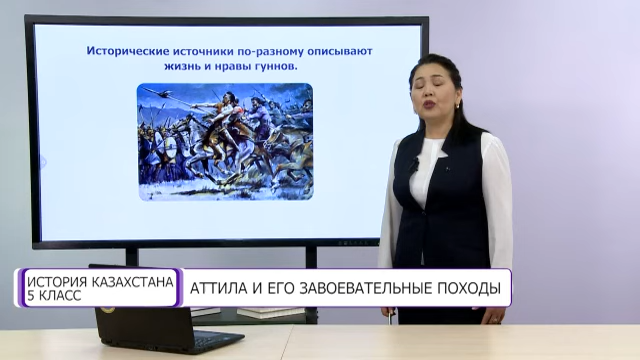 Исторические источники по-разному описывают
жизнь и нравы гуннов.
ИСТОРИЯ КАЗАХСТАНА
5 КЛАСС
АТТИЛА И ЕГО ЗАВОЕВАТЕЛЬНЫЕ ПОХОДЫ